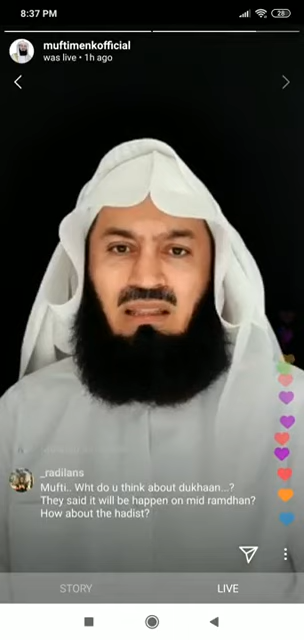 8:37 PM
28
muftimenkofficial
was live • 1h ago
_radilans
Mufti.. Wht do u think about dukhaan...?
They said it will be happen on mid ramdhan?
How about the hadist?
STORY
LIVE